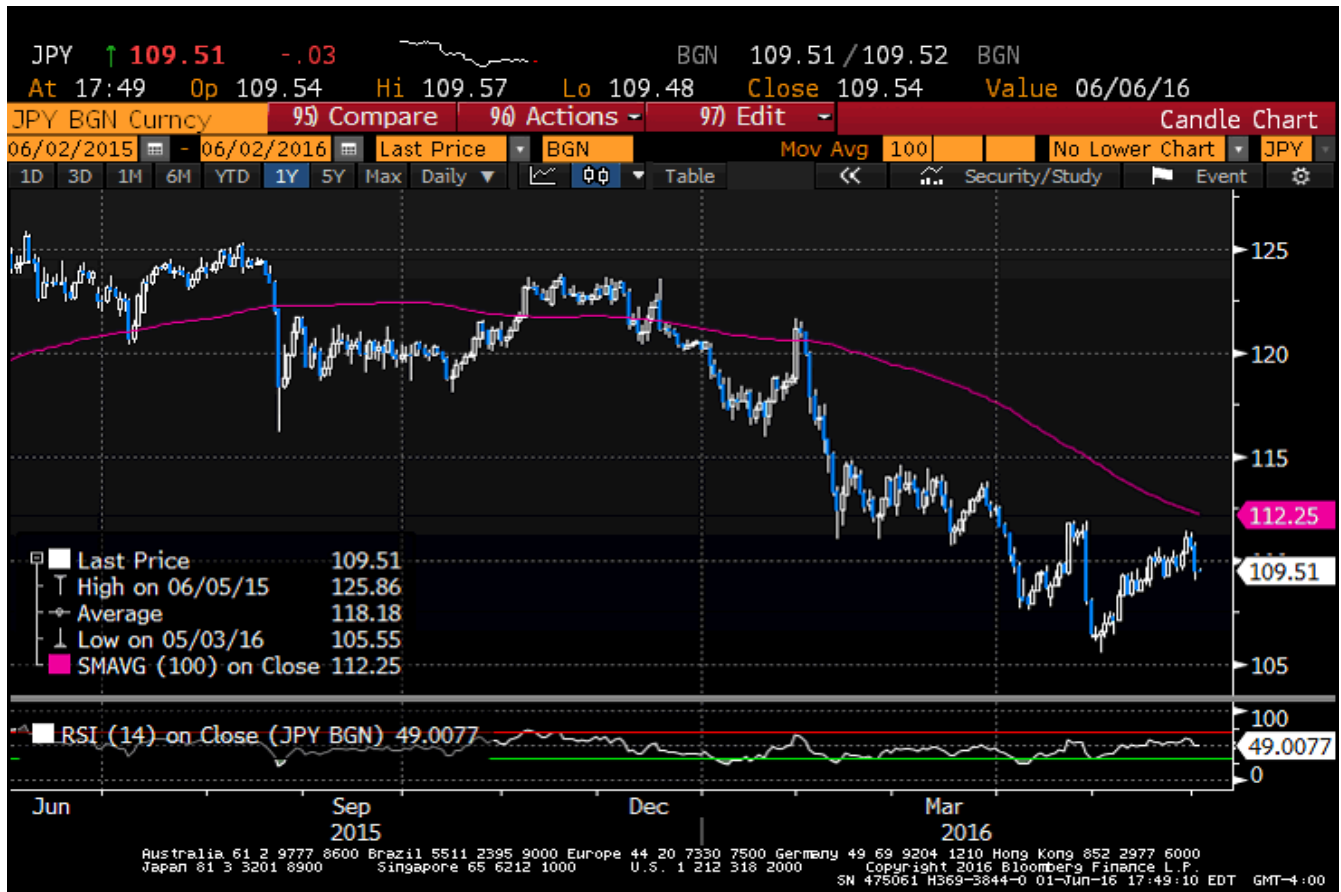 JPY ↑ 109.51 -.03 BGN 109.51/109.52 BGN
At 17:49 Op 109.54 Hi 109.57 Lo 109.48 Close 109.54 Value 06/06/16
JPY BGN Curncy 95) Compare 96) Actions 97) Edit Candle Chart
06/02/2015 - 06/02/2016 Last Price BGN Mov Avg 100 No Lower Chart JPY
1D 3D 1M 6M YTD 1Y 5Y Max Daily ▼ Table « Security/Study Event
125
120
115
112.25
109.51
105
Last Price 109.51
High on 06/05/15 125.86
Average 118.18
Low on 05/03/16 105.55
SMAVG (100) on Close 112.25
RSI (14) on Close (JPY BGN) 49.0077
100
49.0077
0
Jun Sep Dec Mar
2015 2016
Australia 61 2 9777 8600 Brazil 5511 2395 9000 Europe 44 20 7330 7500 Germany 49 69 9204 1210 Hong Kong 852 2977 6000
Japan 81 3 3201 8900 Singapore 65 6212 1000 U.S. 1 212 318 2000 Copyright 2016 Bloomberg Finance L.P.
SN 475061 H369-3844-0 01-Jun-16 17:49:10 EDT GMT-4:00